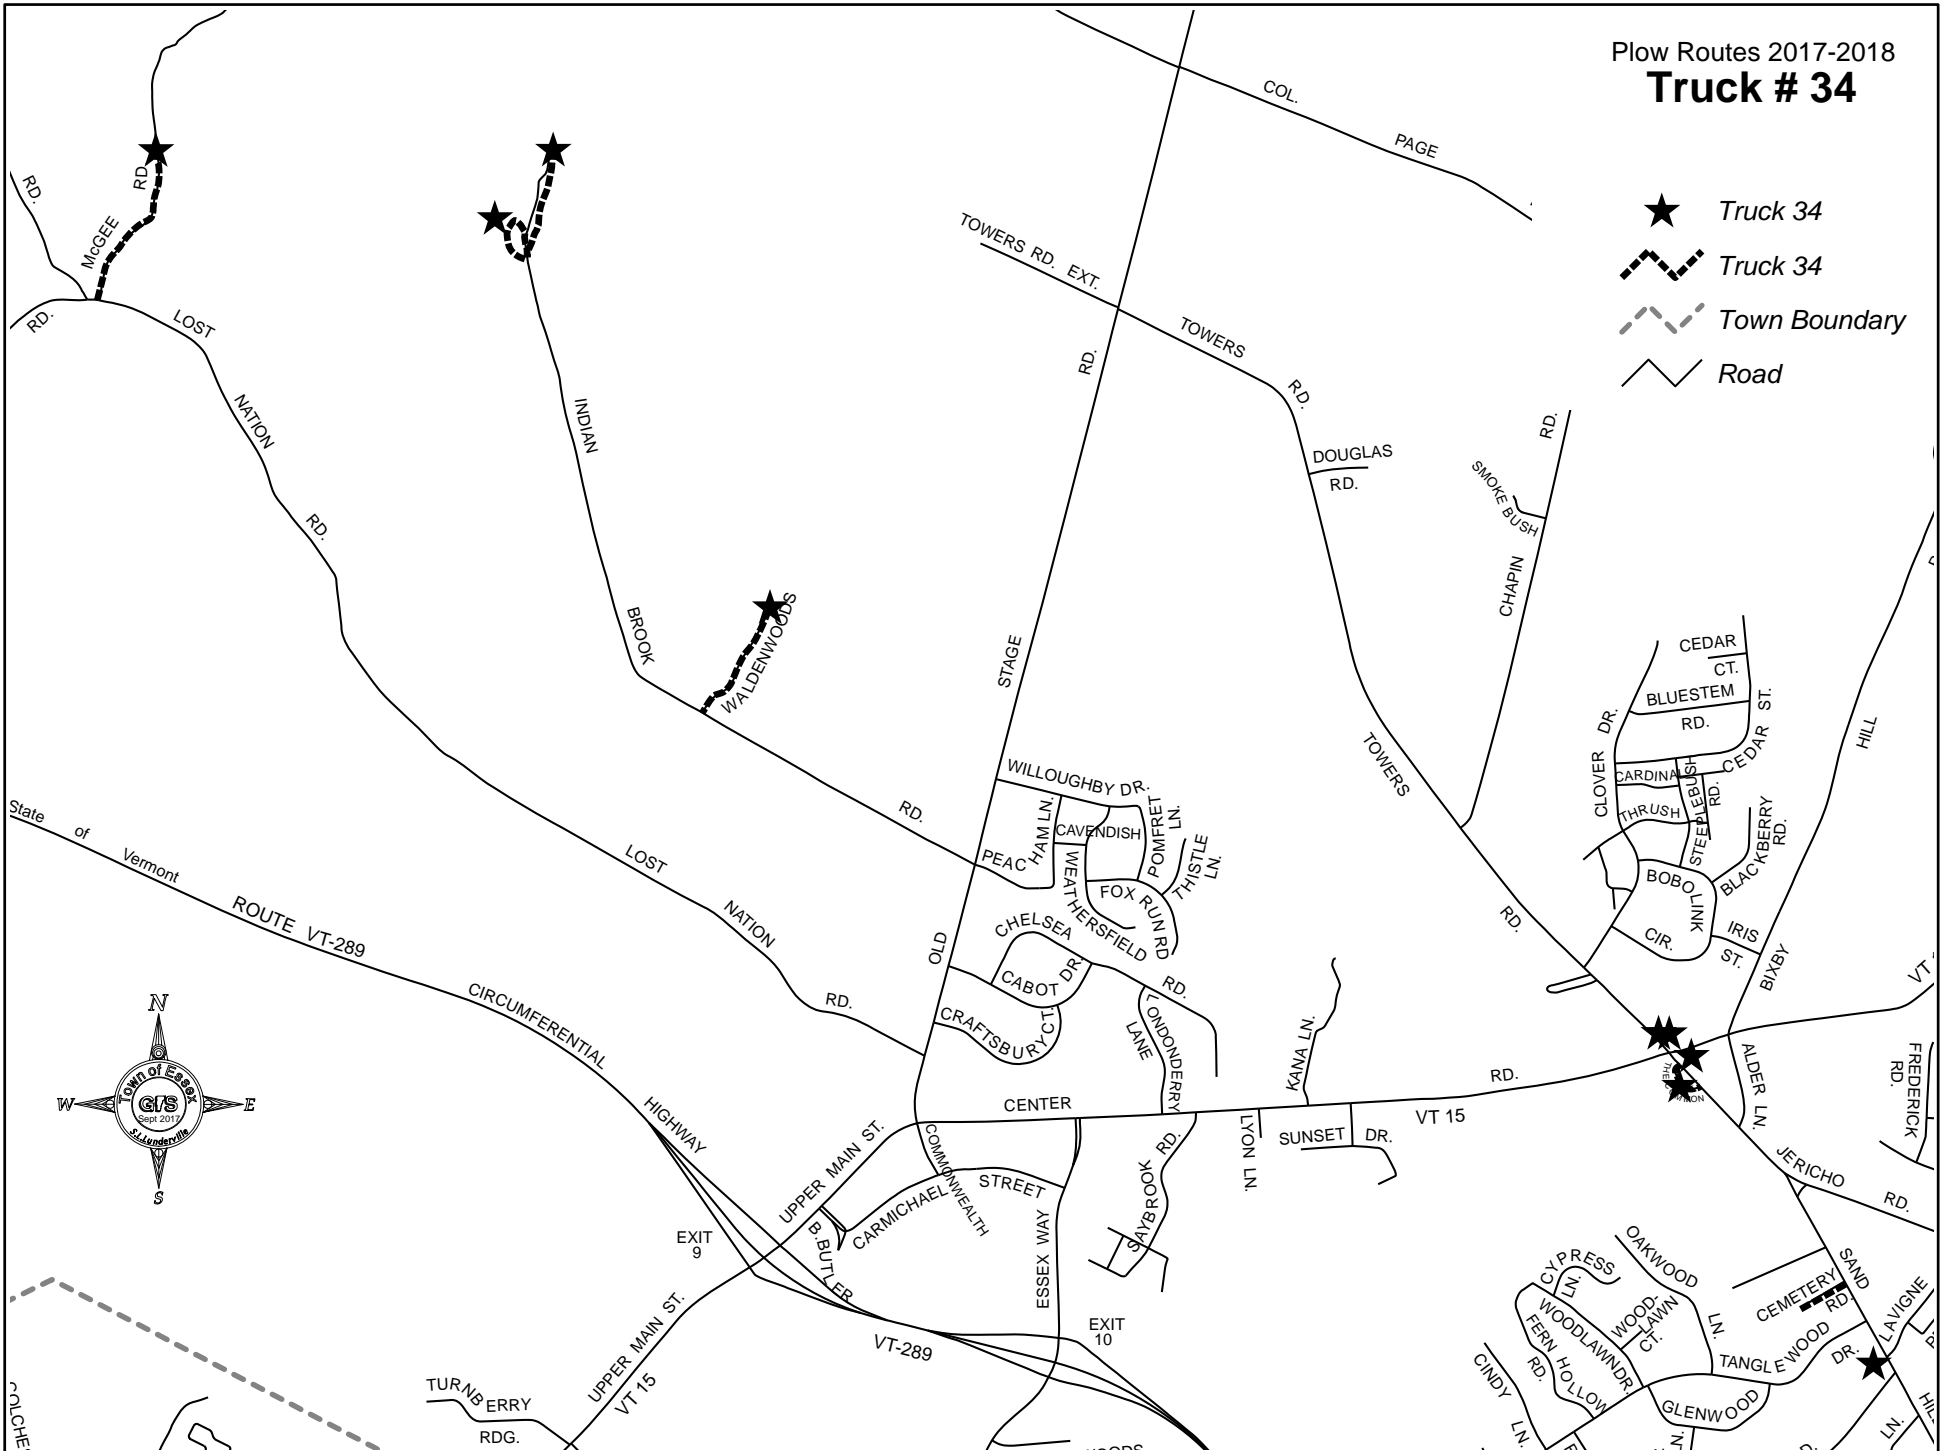 Plow Routes 2017-2018
Truck # 34
Truck 34
Truck 34
Town Boundary
Road
COL.
PAGE
RD.
McGEE
RD.
RD.
LOST
NATION
RD.
TOWERS RD. EXT.
TOWERS
RD.
RD.
INDIAN
BROOK
DOUGLAS
RD.
SMOKE BUSH
RD.
CHAPIN
WALDENWOODS
STAGE
CEDAR
CT.
BLUESTEM
RD.
CLOVER DR.
CEDAR ST.
HILL
CARDINAL
STEEPLEBUSH
RD.
THRUSH
BLACKBERRY
RD.
BOBOLINK
CIR.
IRIS
ST.
BIXBY
TOWERS
RD.
WILLOUGHBY DR.
HAM LN.
CAVENDISH
POMFRET
LN.
THISTLE
LN.
PEAC
WEATHERSFIELD
FOX RUN RD
RD.
State of Vermont
ROUTE VT-289
CIRCUMFERENTIAL
HIGHWAY
LOST
NATION
RD.
OLD
CHELSEA
CABOT
DR.
RD.
CRAFTSBURY
CT.
LONDONDERRY
LANE
KANA LN.
VT
N
W
E
S
Town of Essex
GIS
Sept 2017
S.L.Lunderville
CENTER
RD.
VT 15
THE
ALDER LN.
FREDERICK
RD.
UPPER MAIN ST.
COMMONWEALTH
LYON LN.
SUNSET DR.
SAYBROOK RD.
JERICHO
RD.
CARMICHAEL
STREET
B.BUTLER
ESSEX WAY
EXIT
9
EXIT
10
VT-289
UPPER MAIN ST.
VT 15
TURNBERRY
RDG.
CYPRESS
LN.
OAKWOOD
LN.
WOOD-
LAWN
CT.
WOODLAWN DR.
FERN HOLLOW
RD.
CINDY
LN.
SAND
CEMETERY
RD.
LAVIGNE
TANGLEWOOD
DR.
GLENWOOD
LN.